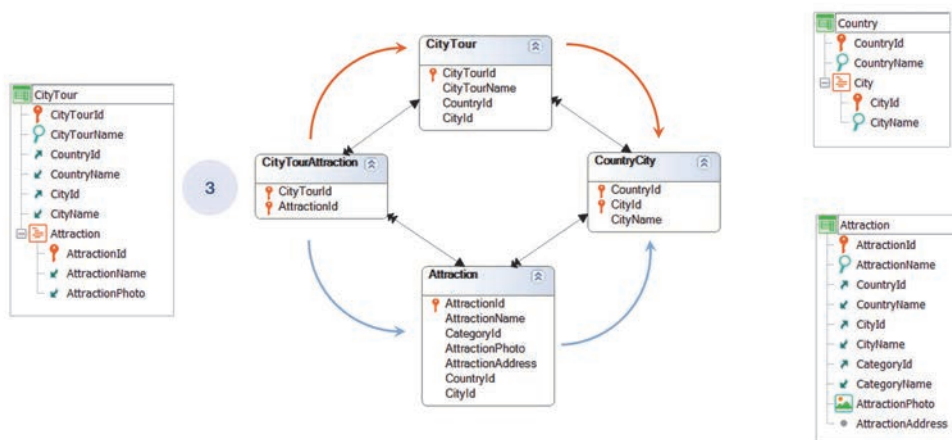 CityTour
CityTourId
CityTourName
CountryId
CountryName
CityId
CityName
Attraction
AttractionId
AttractionName
AttractionPhoto
3
CityTour
CityTourId
CityTourName
CountryId
CityId
CityTourAttraction
CityTourId
AttractionId
CountryCity
CountryId
CityId
CityName
Attraction
AttractionId
AttractionName
CategoryId
AttractionPhoto
AttractionAddress
CountryId
CityId
Country
CountryId
CountryName
City
CityId
CityName
Attraction
AttractionId
AttractionName
CountryId
CountryName
CityId
CityName
CategoryId
CategoryName
AttractionPhoto
AttractionAddress